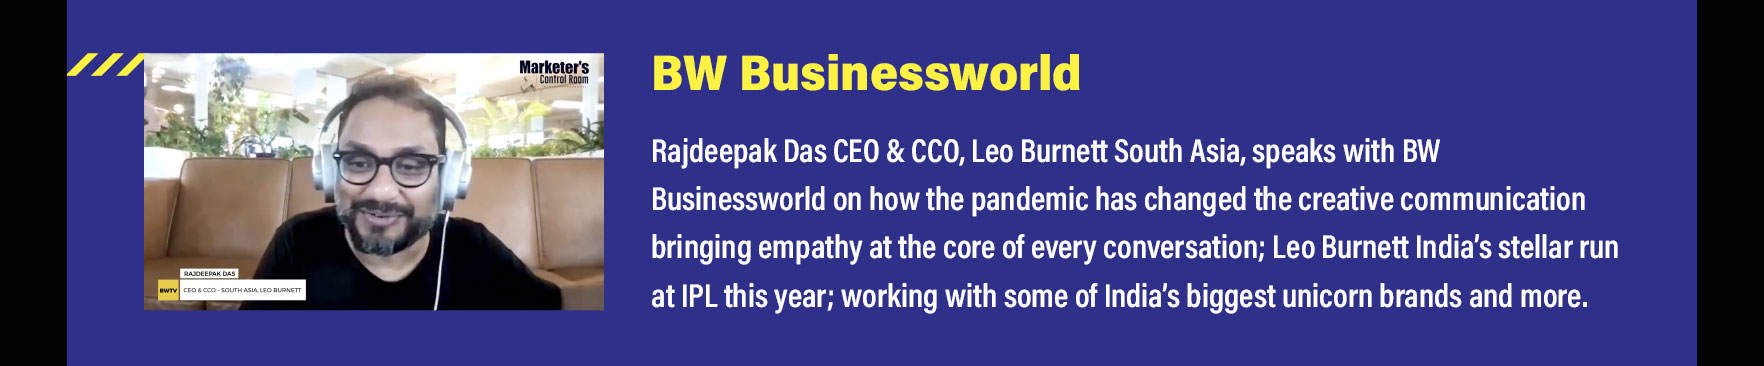 Marketer's
Control Room
RAJDEEPAK DAS
BWTV
CEO & CCO - SOUTH ASIA, LEO BURNETT
BW Businessworld
Rajdeepak Das CEO & CCO, Leo Burnett South Asia, speaks with BW
Businessworld on how the pandemic has changed the creative communication
bringing empathy at the core of every conversation; Leo Burnett India’s stellar run
at IPL this year; working with some of India’s biggest unicorn brands and more.